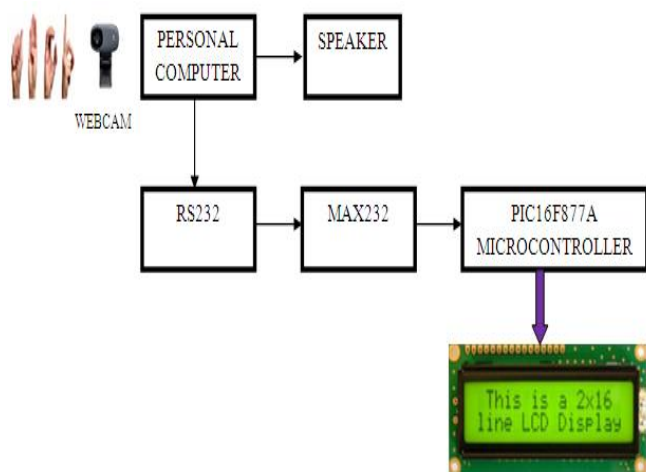 PERSONAL
COMPUTER
SPEAKER
WEBCAM
RS232
MAX232
PIC16F877A
MICROCONTROLLER
This is a 2x16
line LCD Display